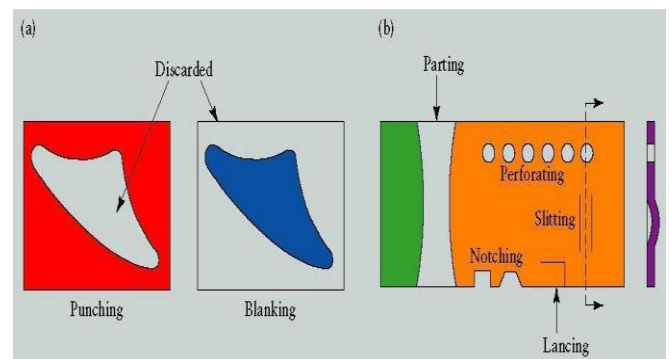 (a)
Discarded
Punching
Blanking
(b)
Parting
Perforating
Slitting
Notching
Lancing